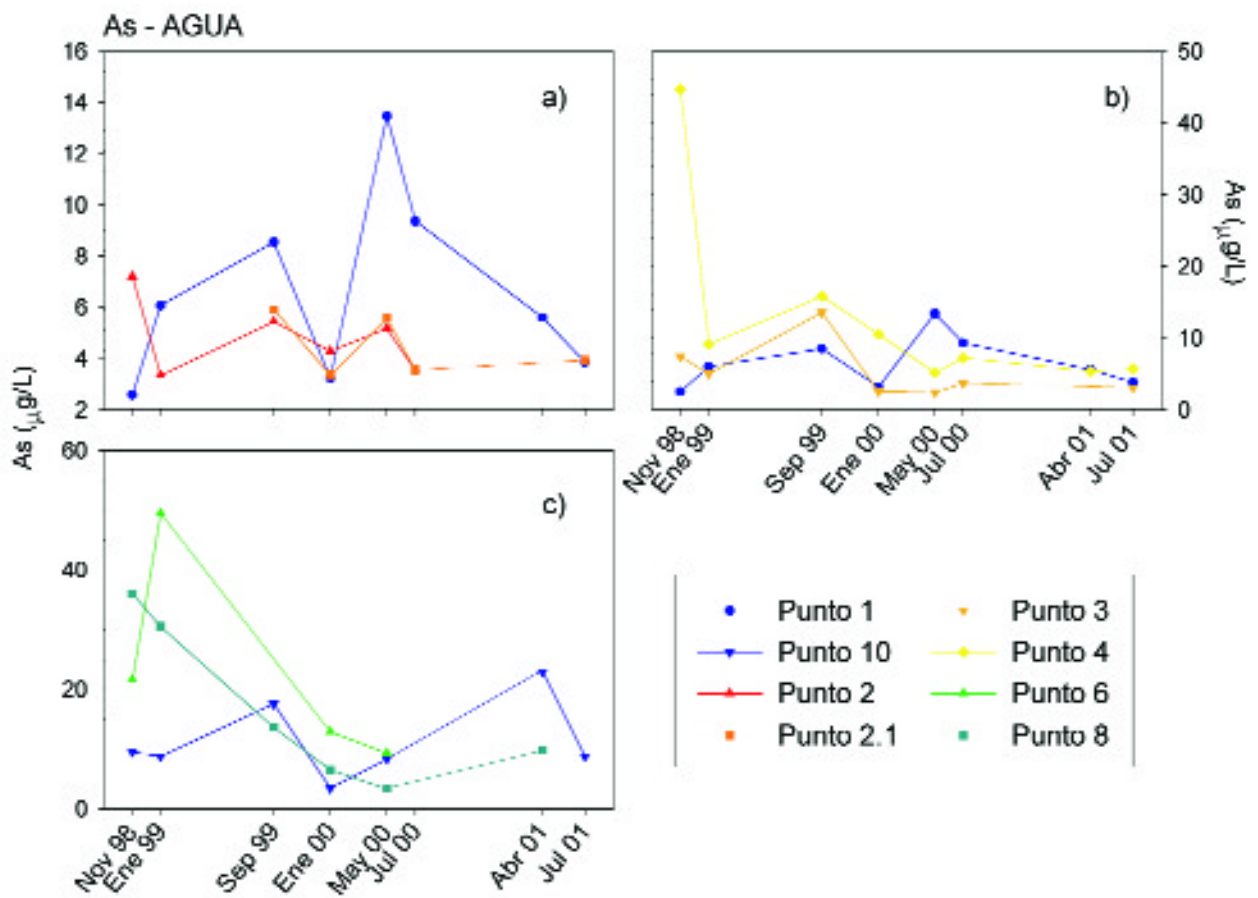 As - AGUA
16
14
12
10
8
6
4
2
a)
As (µg/L)
50
40
30
20
10
0
b)
As (µg/L)
Nov 98
Ene 99
Sep 99
Ene 00
May 00
Jul 00
Abr 01
Jul 01
60
40
20
0
c)
Nov 98
Ene 99
Sep 99
Ene 00
May 00
Jul 00
Abr 01
Jul 01
Punto 1
Punto 10
Punto 2
Punto 2.1
Punto 3
Punto 4
Punto 6
Punto 8